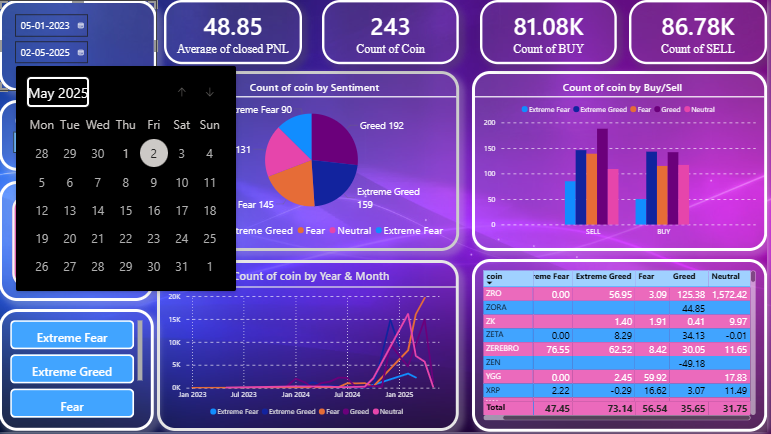 05-01-2023
02-05-2025
48.85
Average of closed PNL
243
Count of Coin
81.08K
Count of BUY
86.78K
Count of SELL
May 2025
Mon Tue Wed Thu Fri Sat Sun
28 29 30 1 2 3 4
5 6 7 8 9 10 11
12 13 14 15 16 17 18
19 20 21 22 23 24 25
26 27 28 29 30 31 1
Count of coin by Sentiment
reme Fear 90
Greed 192
131
Fear 145
Extreme Greed
159
treme Greed Fear Neutral Extreme Fear
Count of coin by Buy/Sell
Extreme Fear Extreme Greed Fear Greed Neutral
200
150
100
50
0
SELL BUY
Extreme Fear
Extreme Greed
Fear
Count of coin by Year & Month
20K
15K
10K
5K
0K
Jan 2023 Jul 2023 Jan 2024 Jul 2024 Jan 2025
Extreme Fear Extreme Greed Fear Greed Neutral
coin reme Fear Extreme Greed Fear Greed Neutral
ZRO 0.00 56.95 3.09 125.38 1,572.42
ZORA 44.85
ZK 1.40 1.91 0.41 9.97
ZETA 0.00 8.29 34.13 -0.01
ZEREBRO 76.55 62.52 8.42 30.05 11.65
ZEN -49.18
YGG 0.00 2.45 59.92 17.83
XRP 2.22 -0.29 16.62 3.07 11.49
Total 47.45 73.14 56.54 35.65 31.75